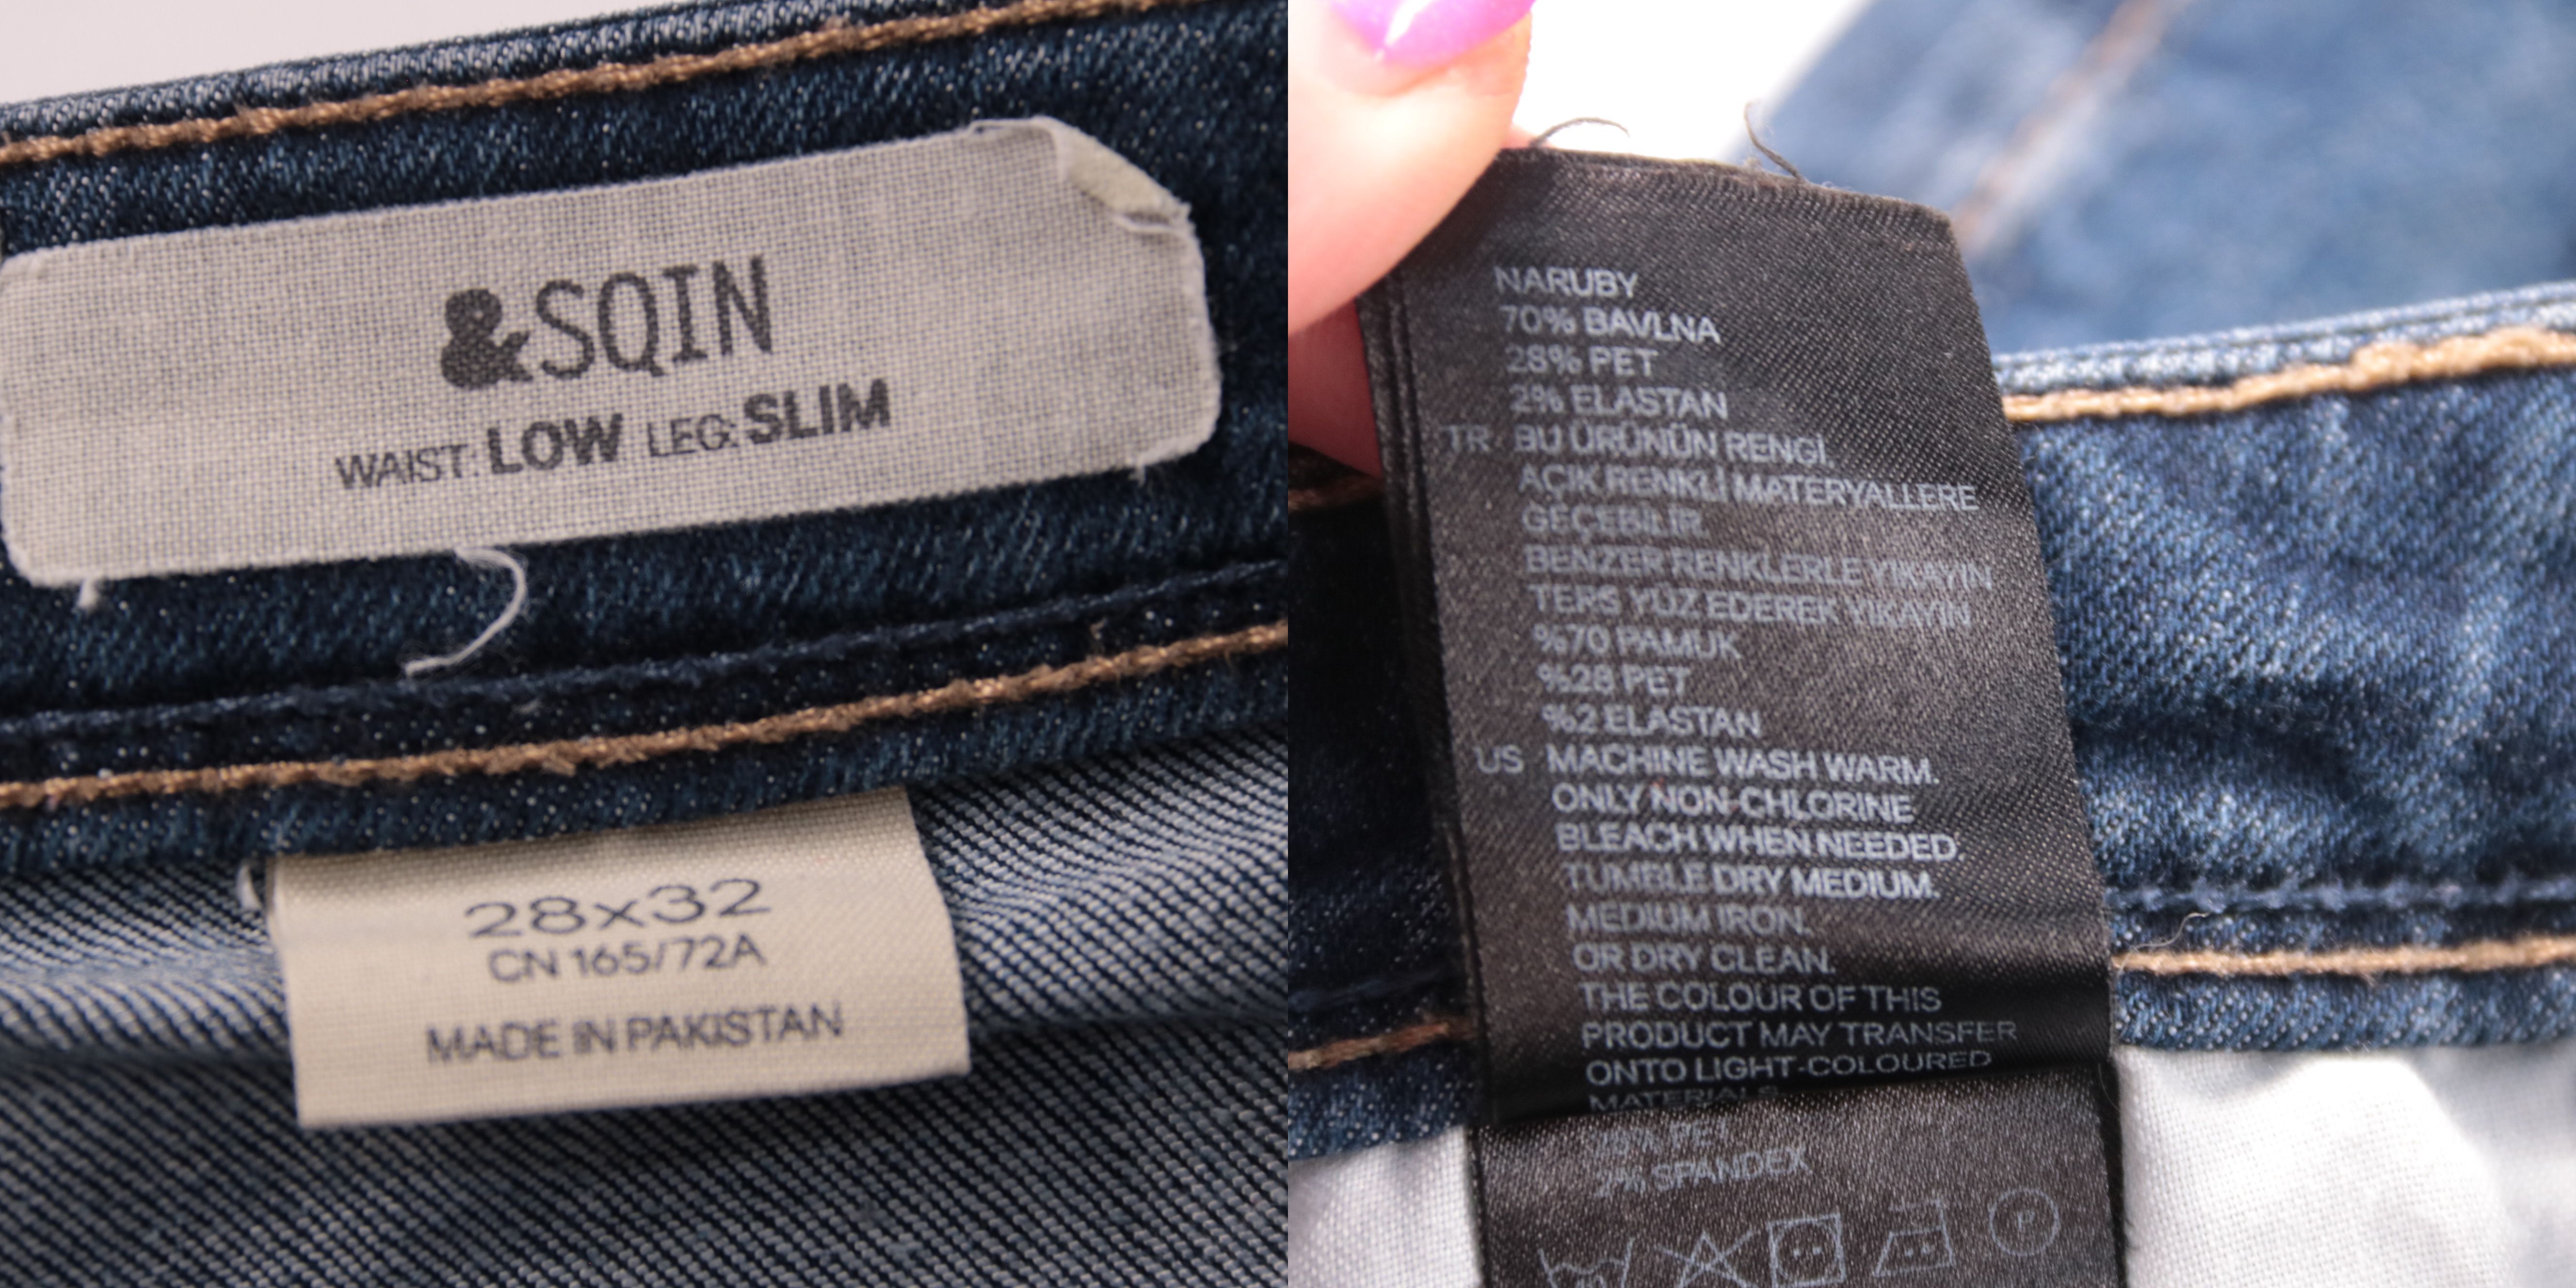 &SQIN
WAIST: LOW LEG: SLIM
28x32
CN 165/72A
MADE IN PAKISTAN
NARUBY
70% BAVLNA
28% PET
2% ELASTAN
TR BU ÜRÜNÜN RENGİ,
AÇIK RENKLİ MATERYALLERE
GEÇEBİLİR.
BENZER RENKLERLE YIKAYIN
TERS YÜZ EDEREK YIKAYIN
%70 PAMUK
%28 PET
%2 ELASTAN
US MACHINE WASH WARM.
ONLY NON-CHLORINE
BLEACH WHEN NEEDED.
TUMBLE DRY MEDIUM.
MEDIUM IRON.
OR DRY CLEAN.
THE COLOUR OF THIS
PRODUCT MAY TRANSFER
ONTO LIGHT-COLOURED
MATERIALS
28% PET
2% SPANDEX
P